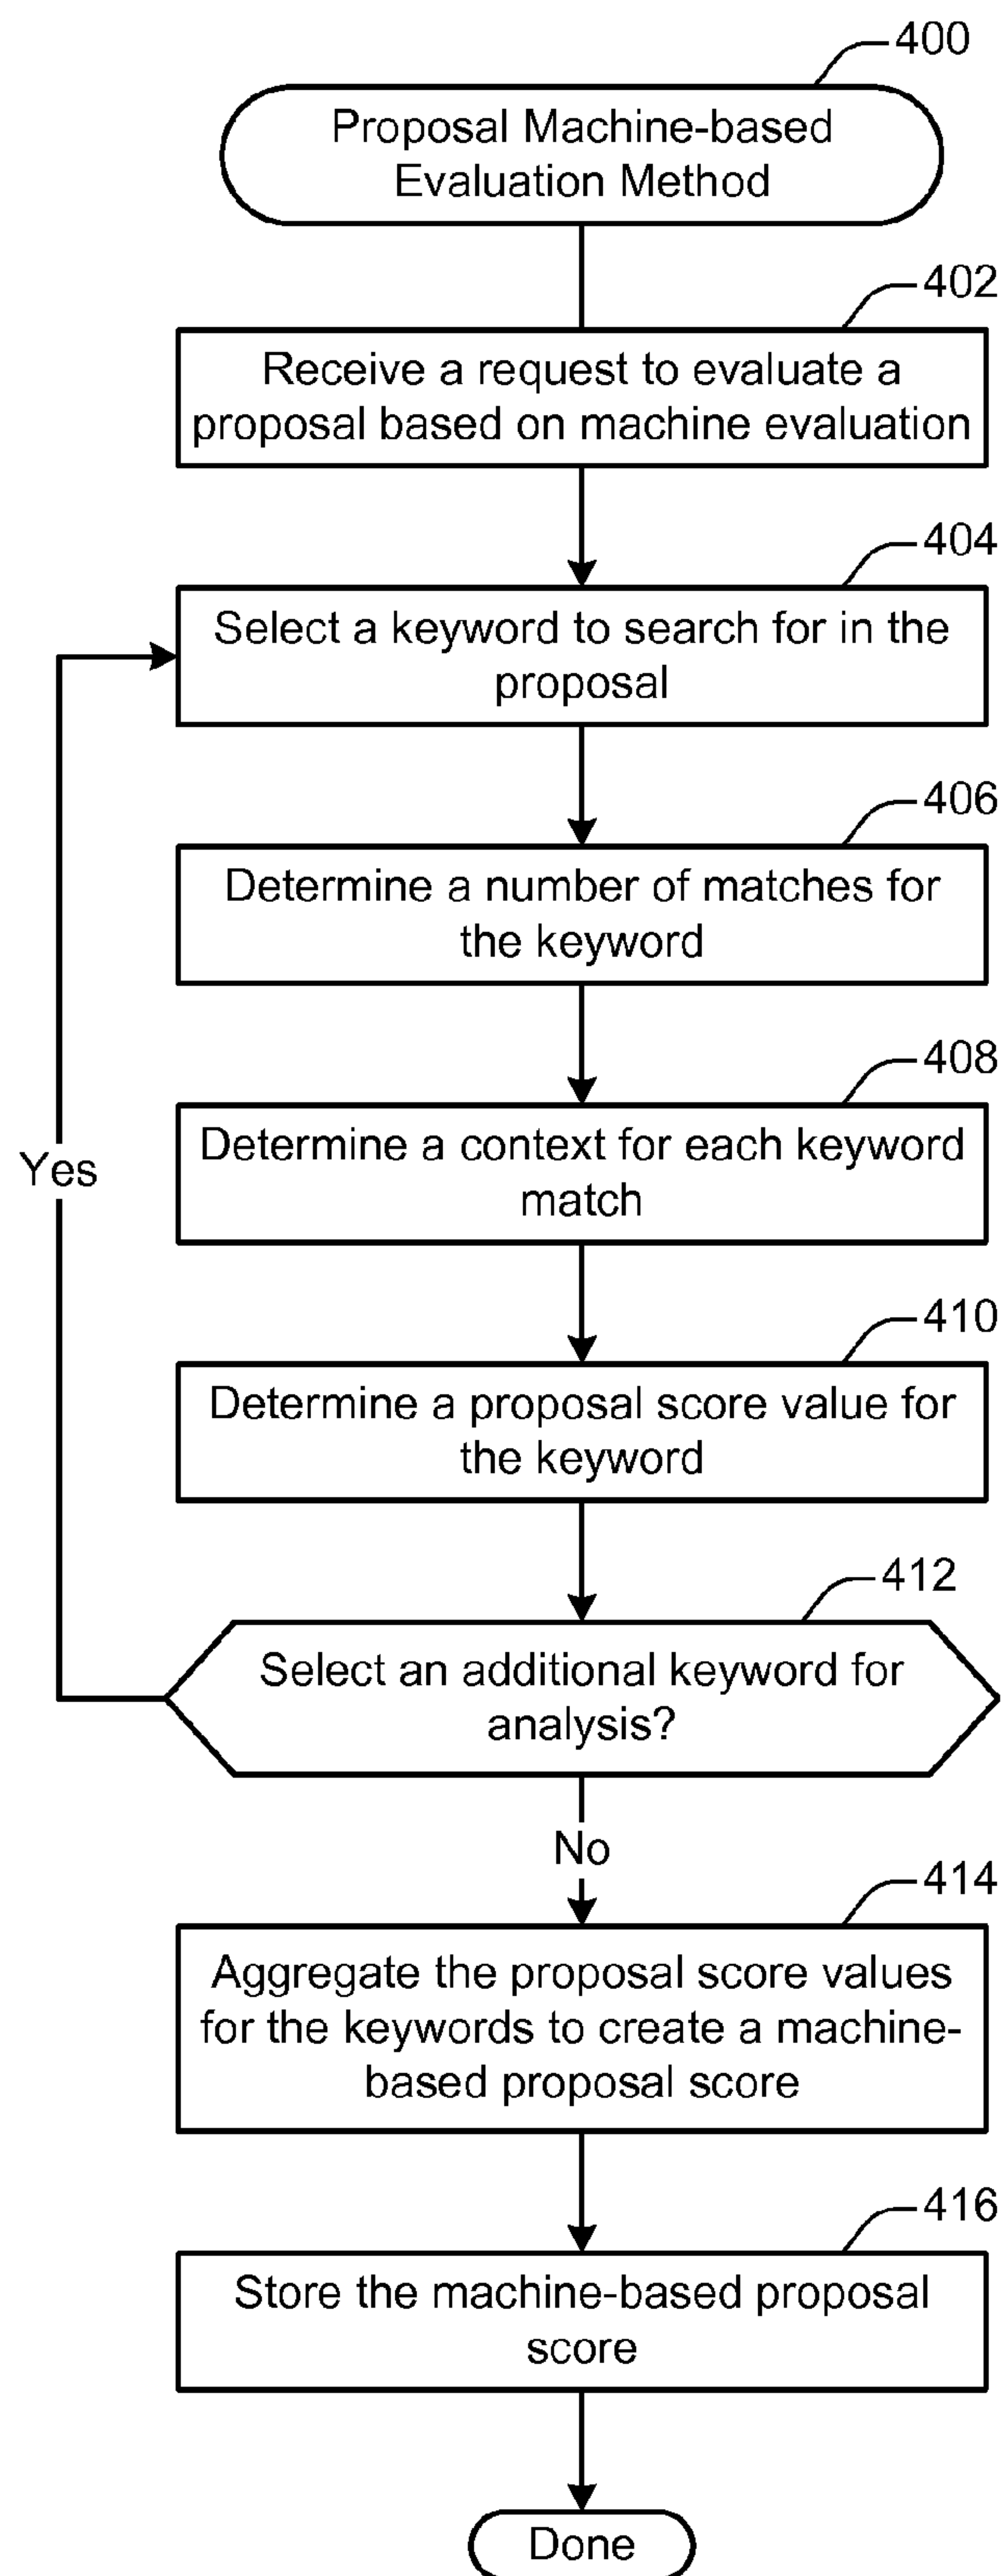 400
Proposal Machine-based
Evaluation Method
402
Receive a request to evaluate a
proposal based on machine evaluation
404
Select a keyword to search for in the
proposal
406
Determine a number of matches for
the keyword
408
Determine a context for each keyword
match
Yes
410
Determine a proposal score value for
the keyword
412
Select an additional keyword for
analysis?
No
414
Aggregate the proposal score values
for the keywords to create a machine-
based proposal score
416
Store the machine-based proposal
score
Done